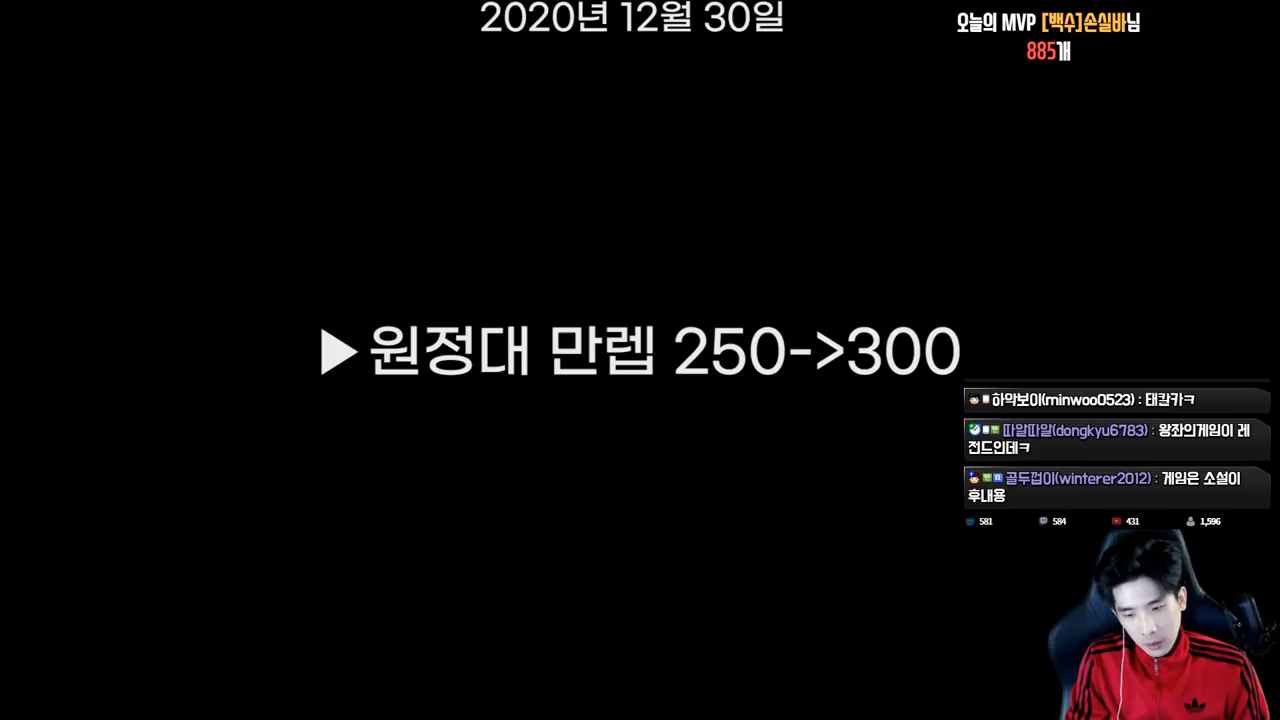 2020년 12월 30일
오늘의 MVP [백수]손실바님
885개
▶원정대 만렙 250->300
하악보이(minwoo0523) : 태칼카ㅋ
따알따알(dongkyu6783) : 왕좌의게임이 레
전드인데ㅋ
골두껍이(winterer2012) : 게임은 소설이
후내용
581 584 431 1,596